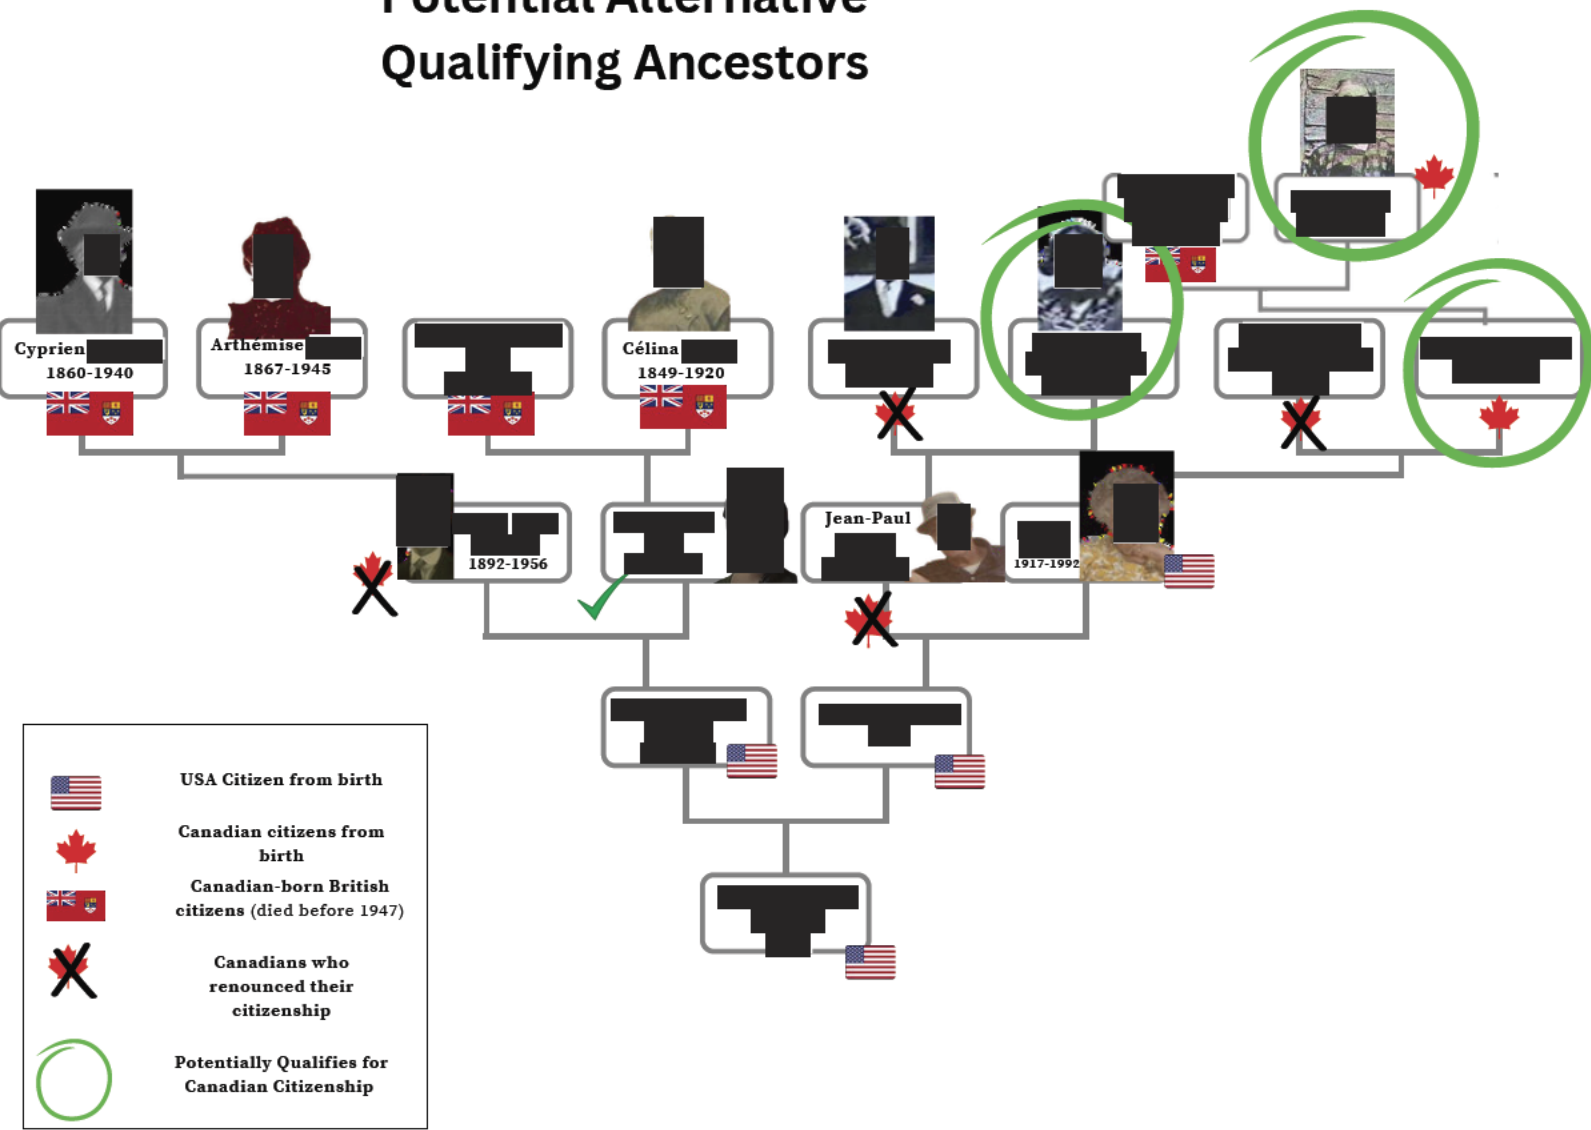 Potential Alternative
Qualifying Ancestors
Cyprien
1860-1940
Arthémise
1867-1945
Célina
1849-1920
1892-1956
Jean-Paul
1917-1992
USA Citizen from birth
Canadian citizens from
birth
Canadian-born British
citizens (died before 1947)
Canadians who
renounced their
citizenship
Potentially Qualifies for
Canadian Citizenship